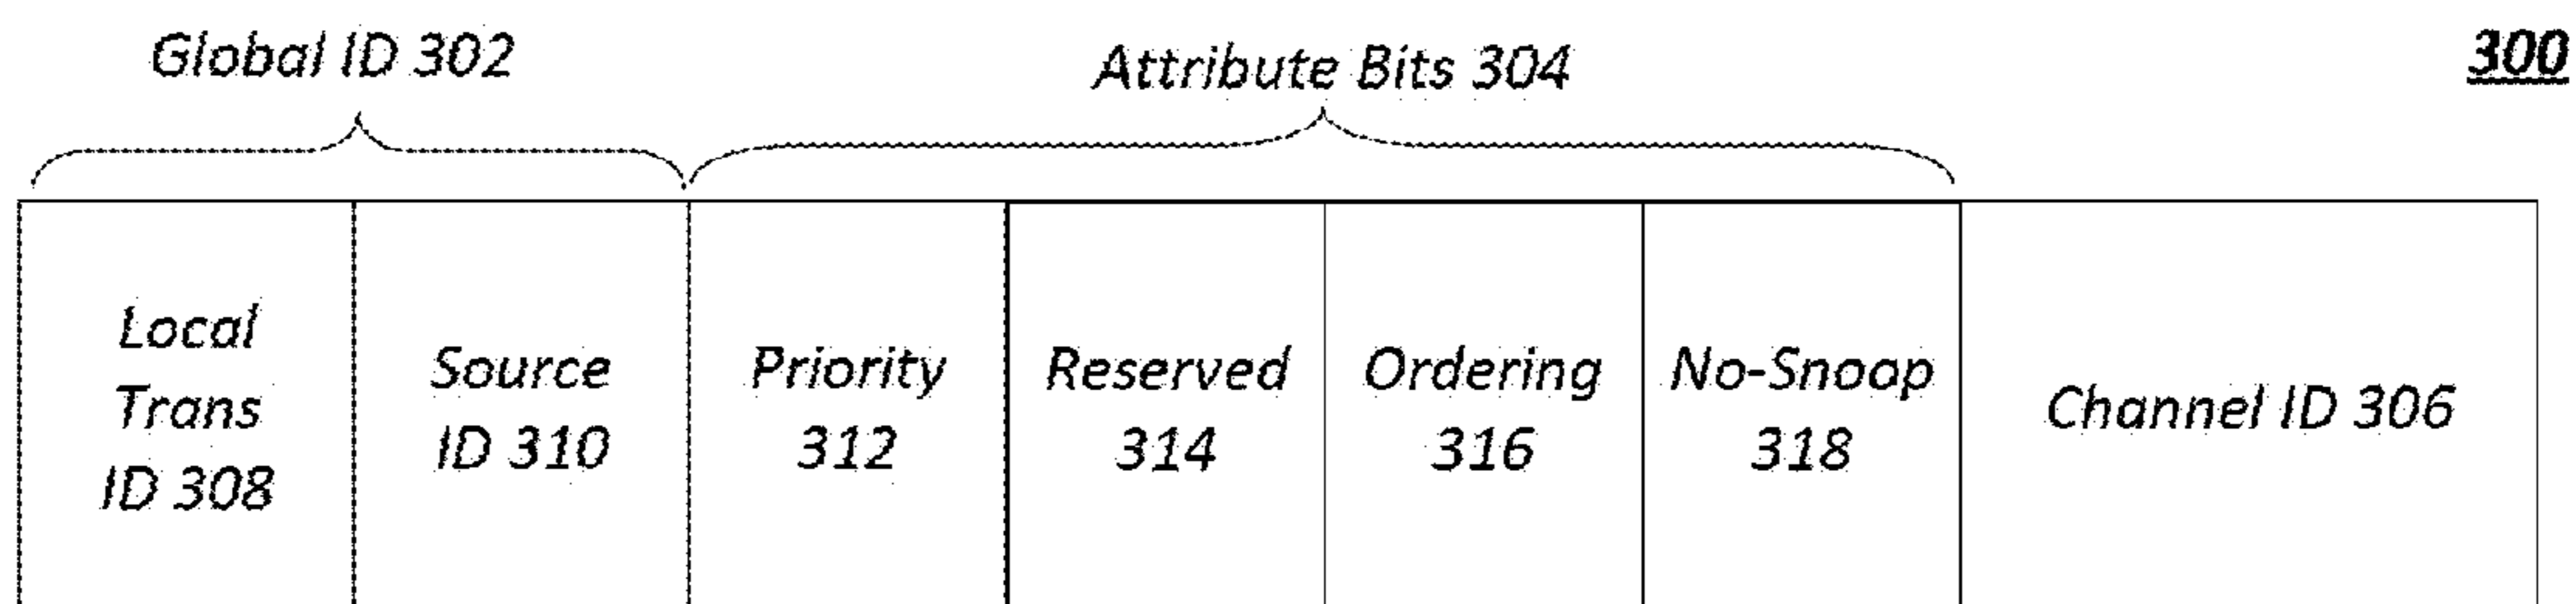 Global ID 302
Attribute Bits 304
300
Local
Trans
ID 308
Source
ID 310
Priority
312
Reserved
314
Ordering
316
No-Snoop
318
Channel ID 306